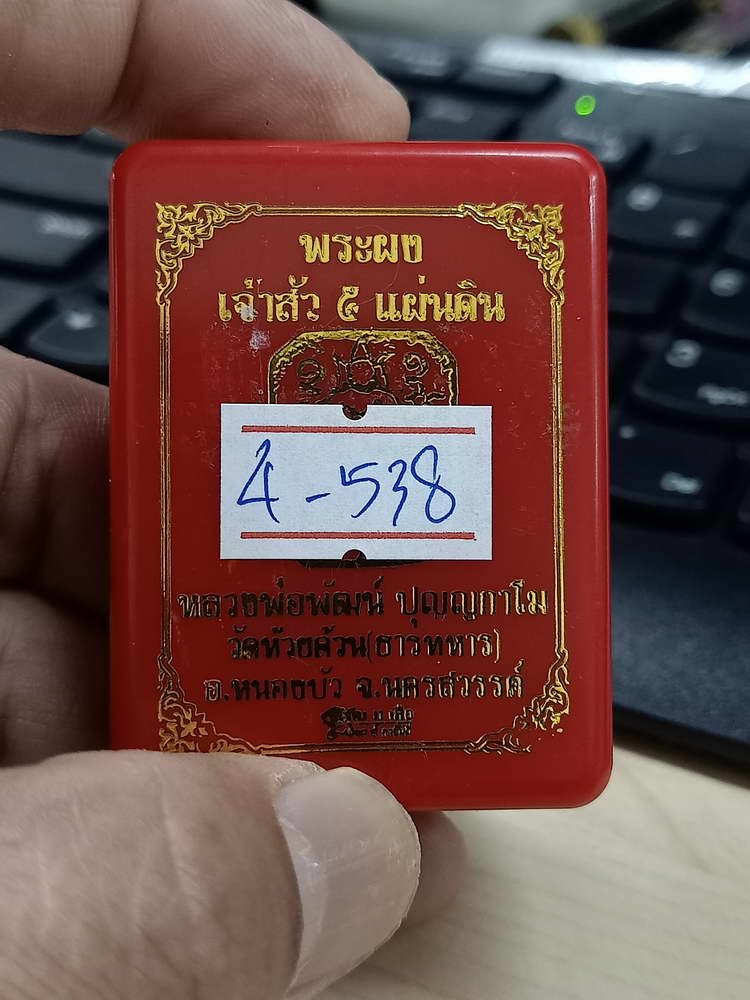 พระผง
เจ้าสัว ๕ แผ่นดิน
4-538
หลวงพ่อพัฒน์ ปุญญกาโม
วัดห้วยด้วน(ธารทหาร)
อ.หนองบัว จ.นครสวรรค์